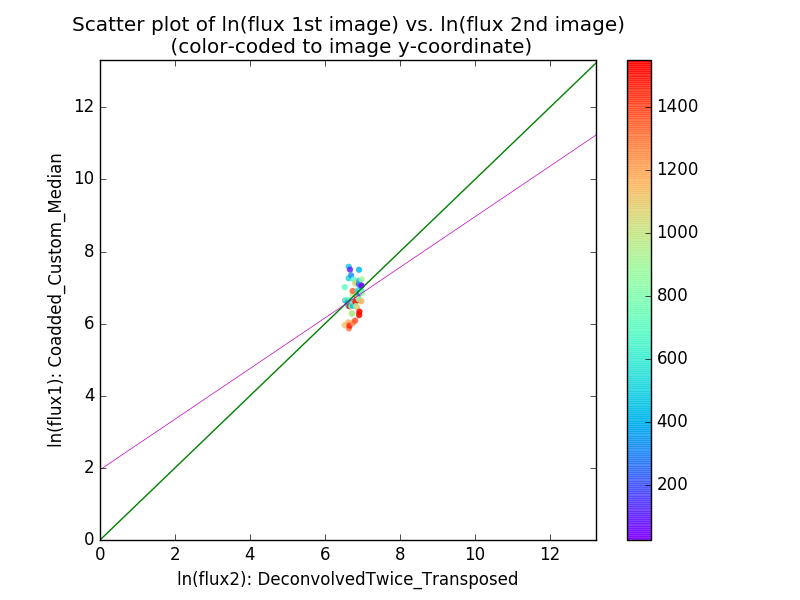 Scatter plot of ln(flux 1st image) vs. ln(flux 2nd image)
(color-coded to image y-coordinate)
ln(flux1): Coadded_Custom_Median
12
10
8
6
4
2
0
0 2 4 6 8 10 12
ln(flux2): DeconvolvedTwice_Transposed
1400
1200
1000
800
600
400
200